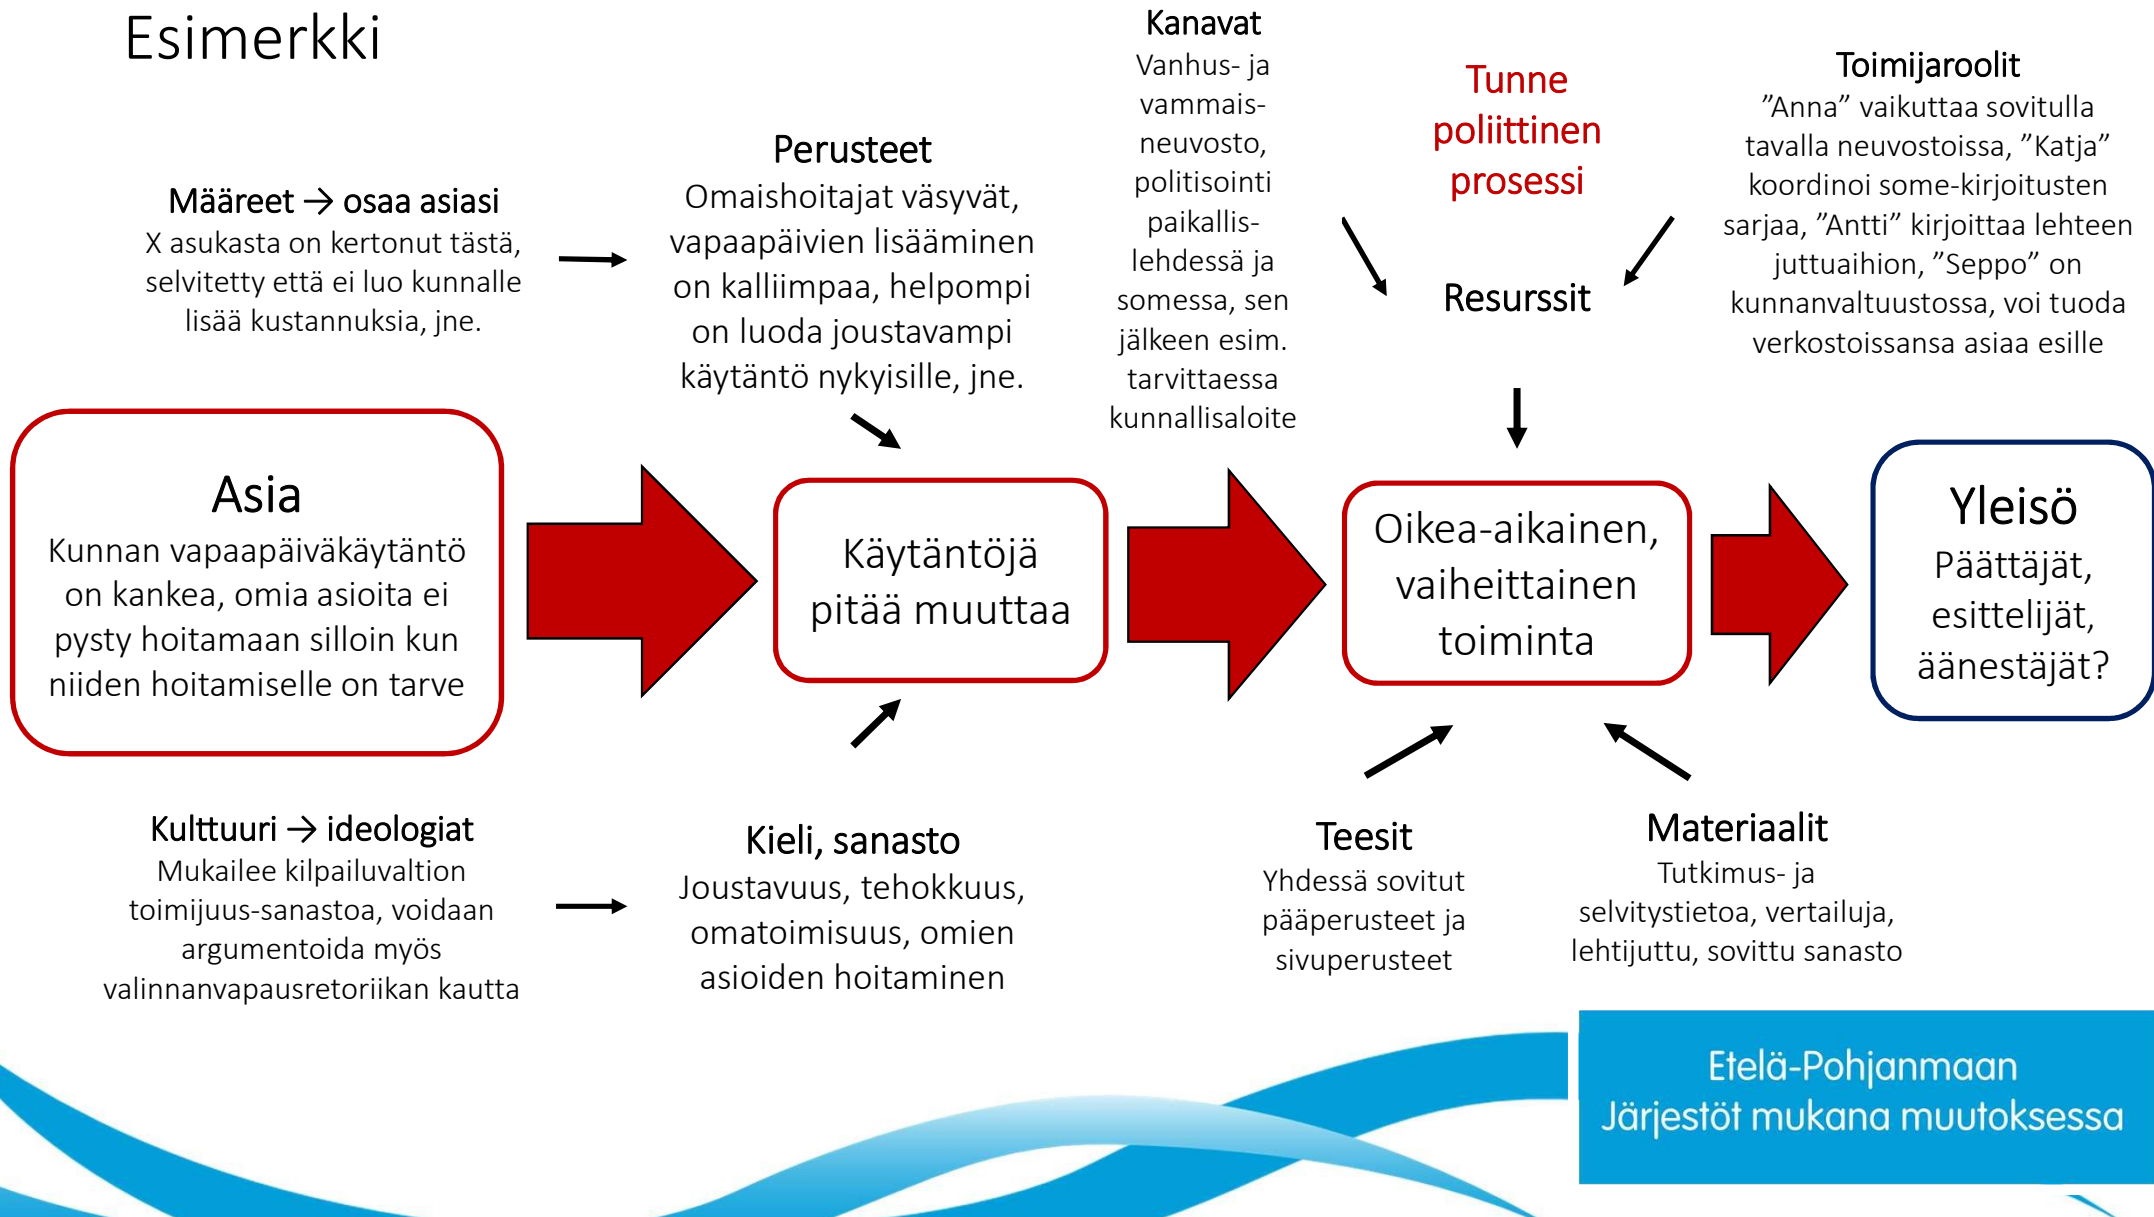 Esimerkki
Määreet → osaa asiasi
X asukasta on kertonut tästä,
selvitetty että ei luo kunnalle
lisää kustannuksia, jne.
Perusteet
Omaishoitajat väsyvät,
vapaapäivien lisääminen
on kalliimpaa, helpompi
on luoda joustavampi
käytäntö nykyisille, jne.
Kanavat
Vanhus- ja
vammais-
neuvosto,
politisointi
paikallis-
lehdessä ja
somessa, sen
jälkeen esim.
tarvittaessa
kunnallisaloite
Tunne
poliittinen
prosessi
Resurssit
Toimijaroolit
”Anna” vaikuttaa sovitulla
tavalla neuvostoissa, ”Katja”
koordinoi some-kirjoitusten
sarjaa, ”Antti” kirjoittaa lehteen
juttuaihion, ”Seppo” on
kunnanvaltuustossa, voi tuoda
verkostoissansa asiaa esille
Asia
Kunnan vapaapäiväkäytäntö
on kankea, omia asioita ei
pysty hoitamaan silloin kun
niiden hoitamiselle on tarve
Käytäntöjä
pitää muuttaa
Oikea-aikainen,
vaiheittainen
toiminta
Yleisö
Päättäjät,
esittelijät,
äänestäjät?
Kulttuuri → ideologiat
Mukailee kilpailuvaltion
toimijuus-sanastoa, voidaan
argumentoida myös
valinnanvapausretoriikan kautta
Kieli, sanasto
Joustavuus, tehokkuus,
omatoimisuus, omien
asioiden hoitaminen
Teesit
Yhdessä sovitut
pääperusteet ja
sivuperusteet
Materiaalit
Tutkimus- ja
selvitystietoa, vertailuja,
lehtijuttu, sovittu sanasto
Etelä-Pohjanmaan
Järjestöt mukana muutoksessa